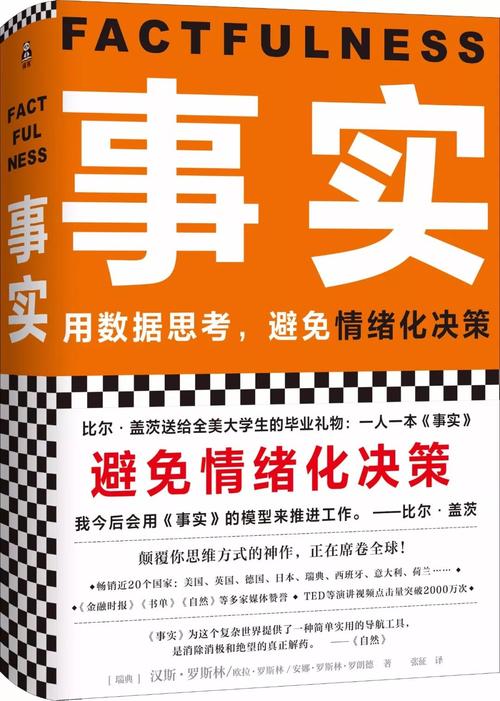 FACTFULNESS
事实
用数据思考，避免情绪化决策
比尔·盖茨送给全美大学生的毕业礼物：一人一本《事实》
避免情绪化决策
我今后会用《事实》的模型来推进工作。 ——比尔·盖茨
颠覆你思维方式的神作，正在席卷全球！
·畅销近20个国家：美国、英国、德国、日本、瑞典、西班牙、意大利、荷兰……
·《金融时报》《书单》《自然》等多家媒体赞誉 · TED等演讲视频点击量突破2000万次
《事实》为这个复杂世界提供了一种简单实用的导航工具，
是消除消极和绝望的真正解药。 ——《自然》
［瑞典］汉斯·罗斯林/欧拉·罗斯林/安娜·罗斯林·罗朗德 著 张征 译
FACT
FUL
NESS
事
实